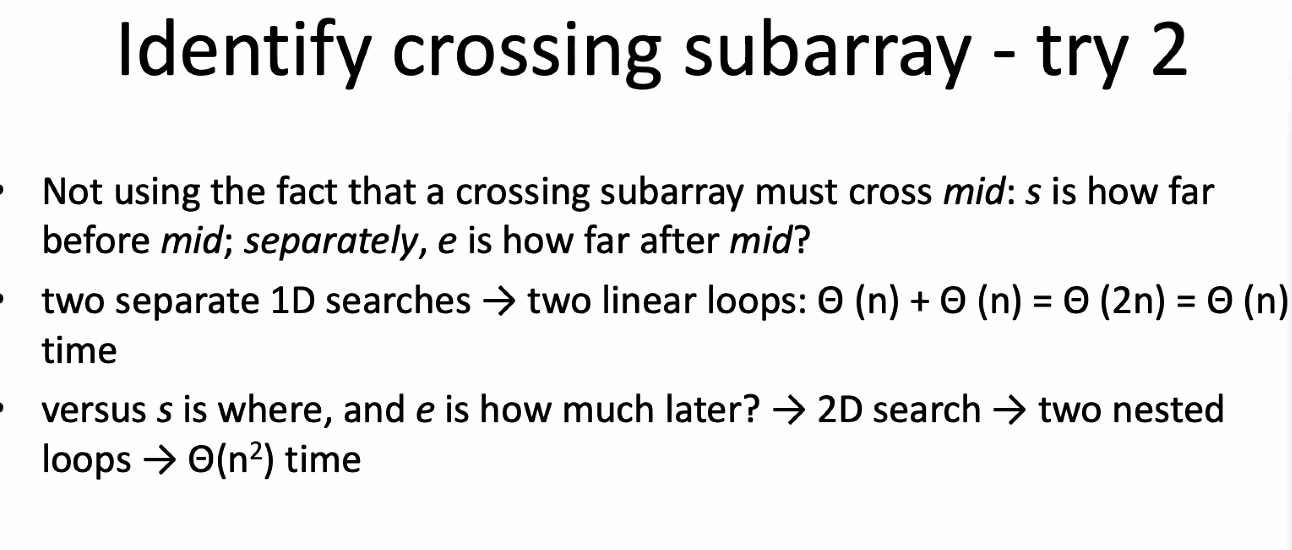 Identify crossing subarray - try 2
• Not using the fact that a crossing subarray must cross mid: s is how far
before mid; separately, e is how far after mid?
• two separate 1D searches → two linear loops: Θ (n) + Θ (n) = Θ (2n) = Θ (n)
time
• versus s is where, and e is how much later? → 2D search → two nested
loops → Θ(n²) time